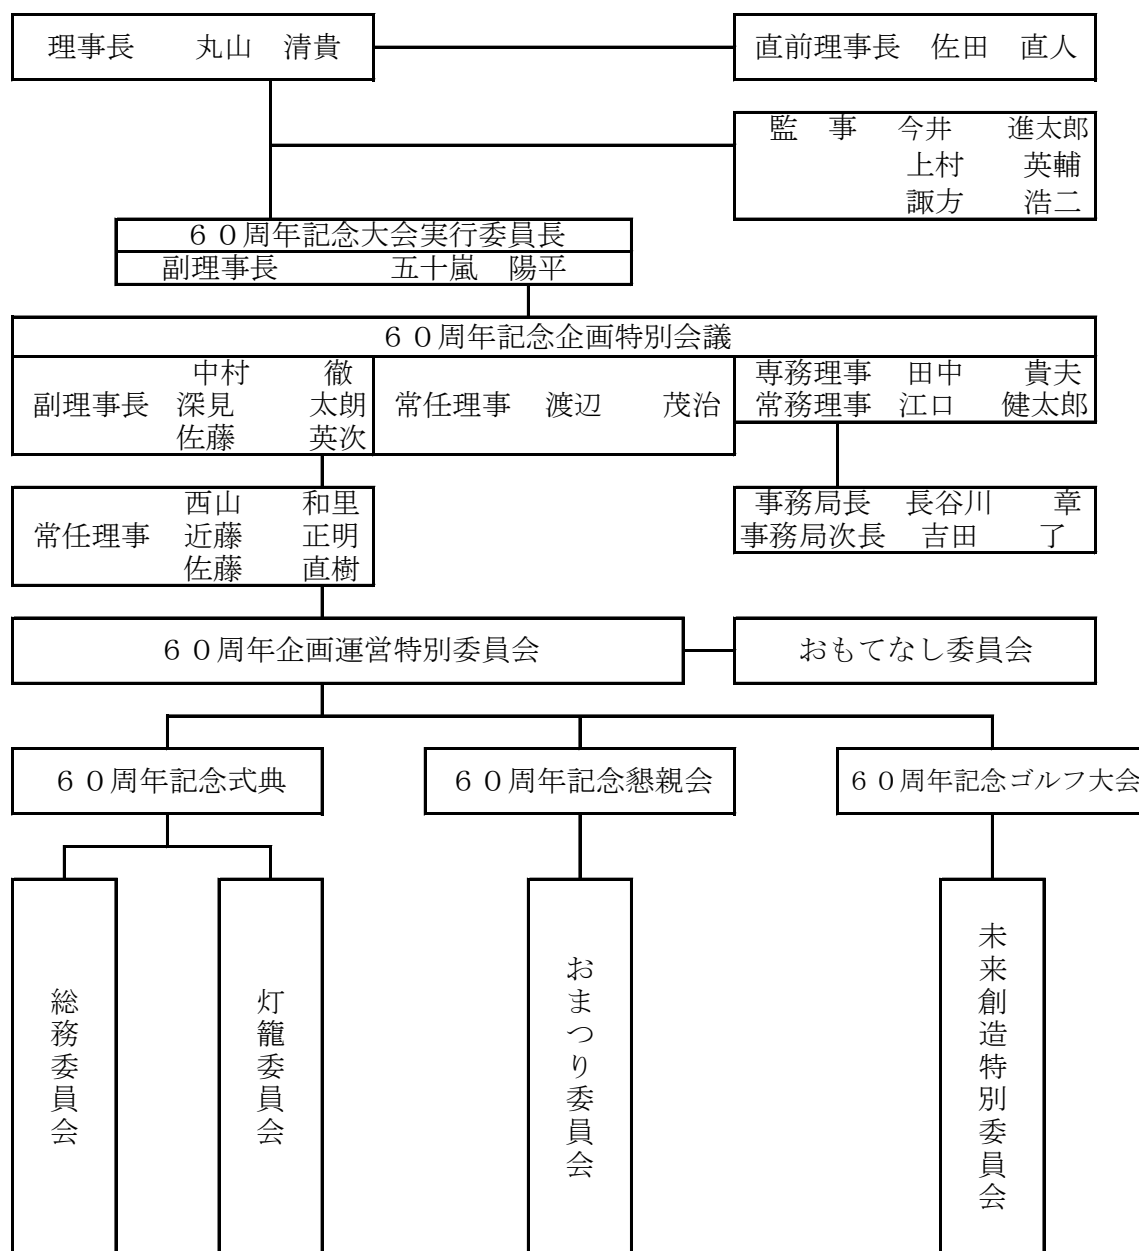 理事長　丸山　清貴
直前理事長　佐田　直人
監　事　今井　進太郎
上村　英輔
諏方　浩二
６０周年記念大会実行委員長
副理事長　五十嵐　陽平
６０周年記念企画特別会議
中村　徹
副理事長　深見　太朗
佐藤　英次
常任理事　渡辺　茂治
専務理事　田中　貴夫
常務理事　江口　健太郎
西山　和里
常任理事　近藤　正明
佐藤　直樹
事務局長　長谷川　章
事務局次長　吉田　了
６０周年企画運営特別委員会
おもてなし委員会
６０周年記念式典
６０周年記念懇親会
６０周年記念ゴルフ大会
総務委員会
灯籠委員会
おまつり委員会
未来創造特別委員会